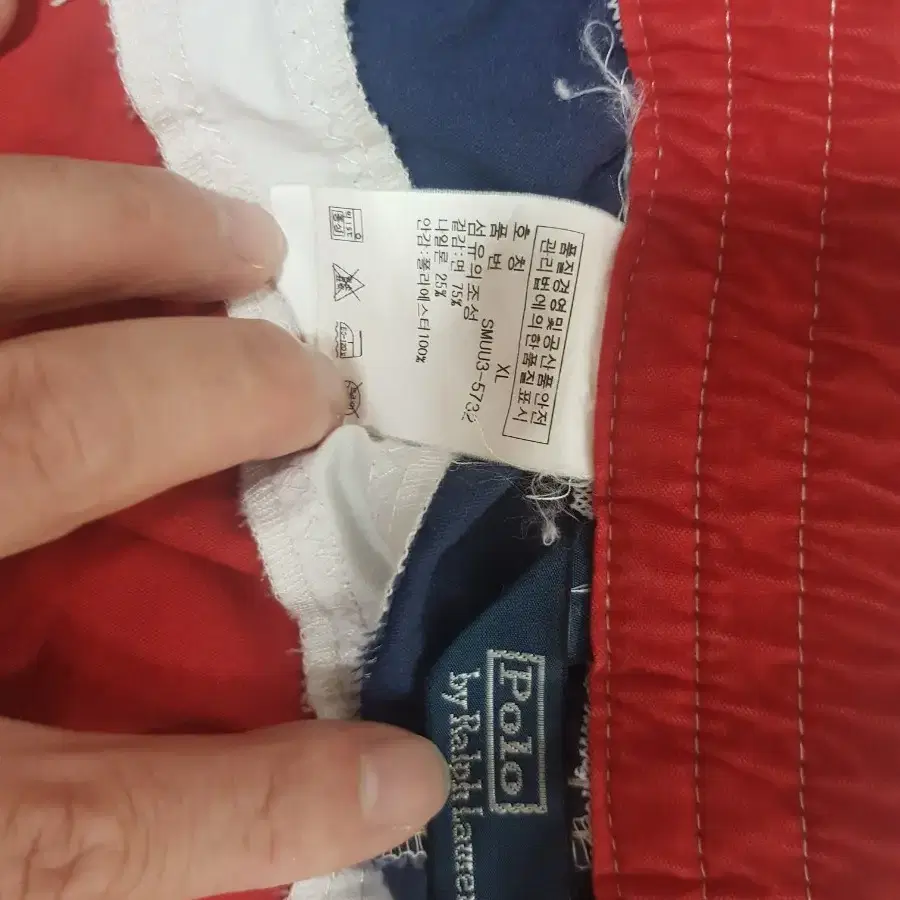 품질경영및공산품안전
관리법에의한품질표시
호 칭 XL
품 번 SMUU3-5732
섬유의조성
겉감:면 75%
나일론 25%
안감:폴리에스터100%
Polo
by Ralph Lauren